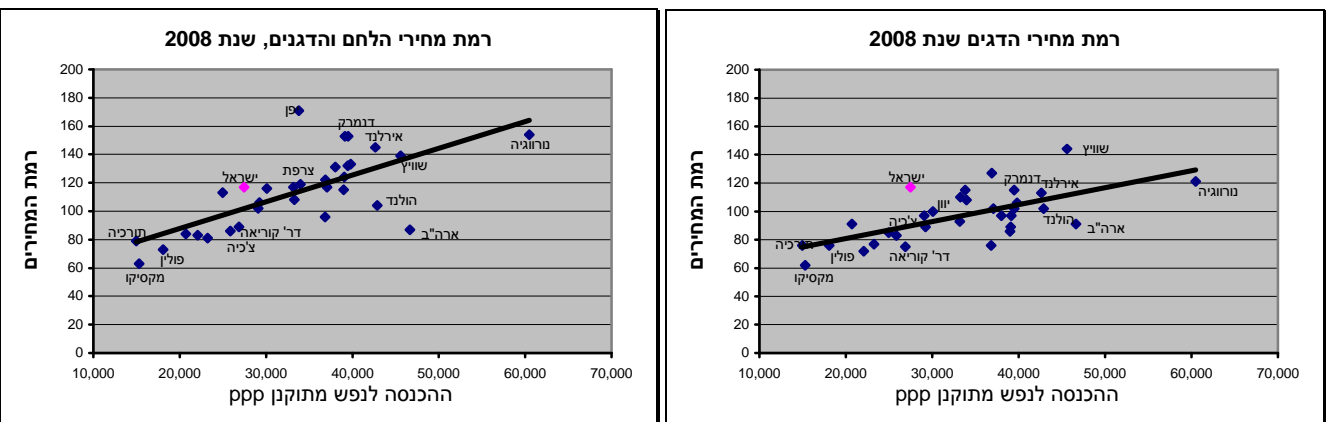 רמת מחירי הלחם והדגנים, שנת 2008
רמת המחירים
200
180
160
140
120
100
80
60
40
20
0
יפן
דנמרק
אירלנד
נורווגיה
צרפת
שוויץ
ישראל
הולנד
ארה"ב
דר' קוריאה
צ'כיה
תורכיה
פולין
מקסיקו
10,000 20,000 30,000 40,000 50,000 60,000 70,000
ההכנסה לנפש מתוקנן ppp
רמת מחירי הדגים שנת 2008
רמת המחירים
200
180
160
140
120
100
80
60
40
20
0
שוויץ
ישראל
דנמרק
אירלנד
נורווגיה
יוון
צ'כיה
הולנד
ארה"ב
תורכיה
פולין
דר' קוריאה
מקסיקו
10,000 20,000 30,000 40,000 50,000 60,000 70,000
ההכנסה לנפש מתוקנן ppp